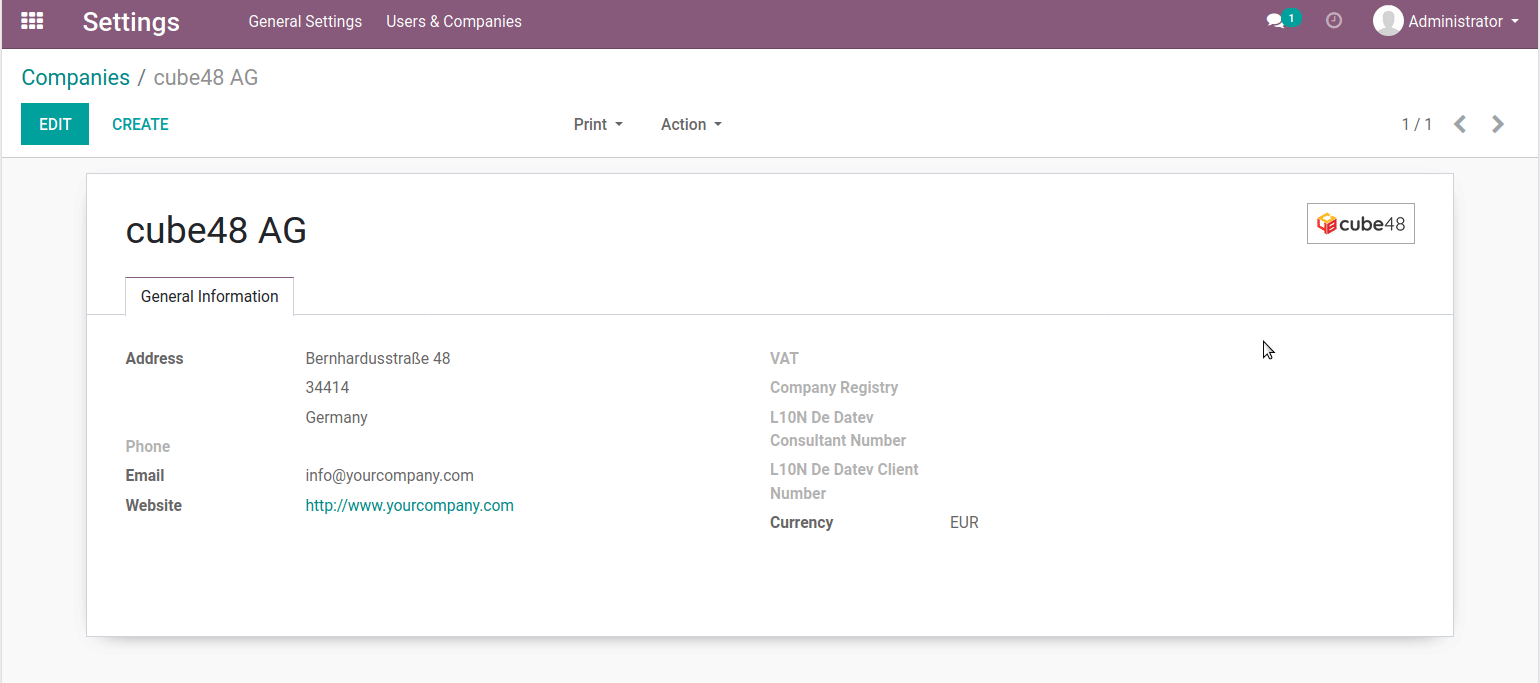 Settings General Settings Users & Companies 1 Administrator
Companies / cube48 AG
EDIT CREATE Print Action 1 / 1
cube48 AG
cube48
General Information
Address Bernhardusstraße 48
34414
Germany
Phone
Email info@yourcompany.com
Website http://www.yourcompany.com
VAT
Company Registry
L10N De Datev
Consultant Number
L10N De Datev Client
Number
Currency EUR